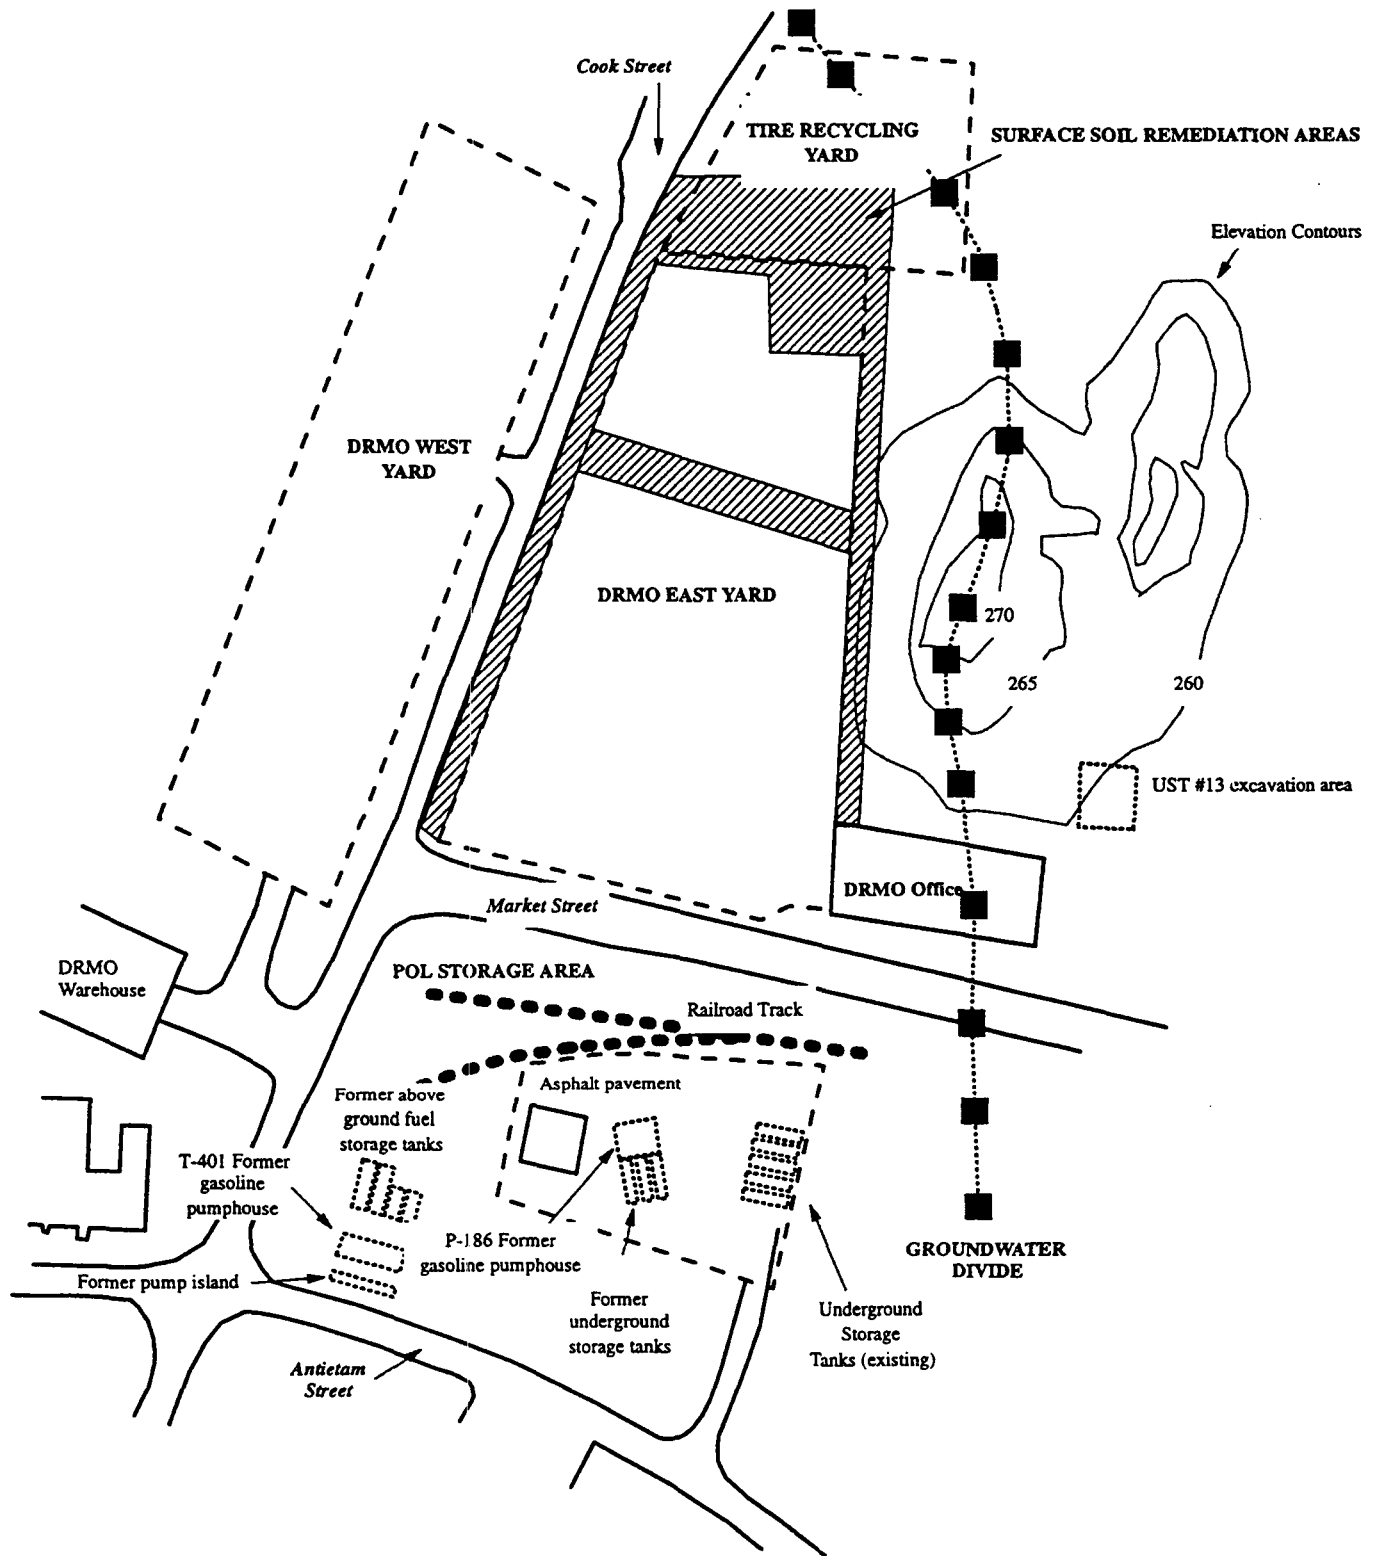 Cook Street
TIRE RECYCLING
YARD
SURFACE SOIL REMEDIATION AREAS
Elevation Contours
DRMO WEST
YARD
DRMO EAST YARD
270
265
260
UST #13 excavation area
DRMO Office
Market Street
DRMO
Warehouse
POL STORAGE AREA
Railroad Track
Asphalt pavement
Former above
ground fuel
storage tanks
T-401 Former
gasoline
pumphouse
P-186 Former
gasoline pumphouse
GROUNDWATER
DIVIDE
Former pump island
Former
underground
storage tanks
Underground
Storage
Tanks (existing)
Antietam
Street